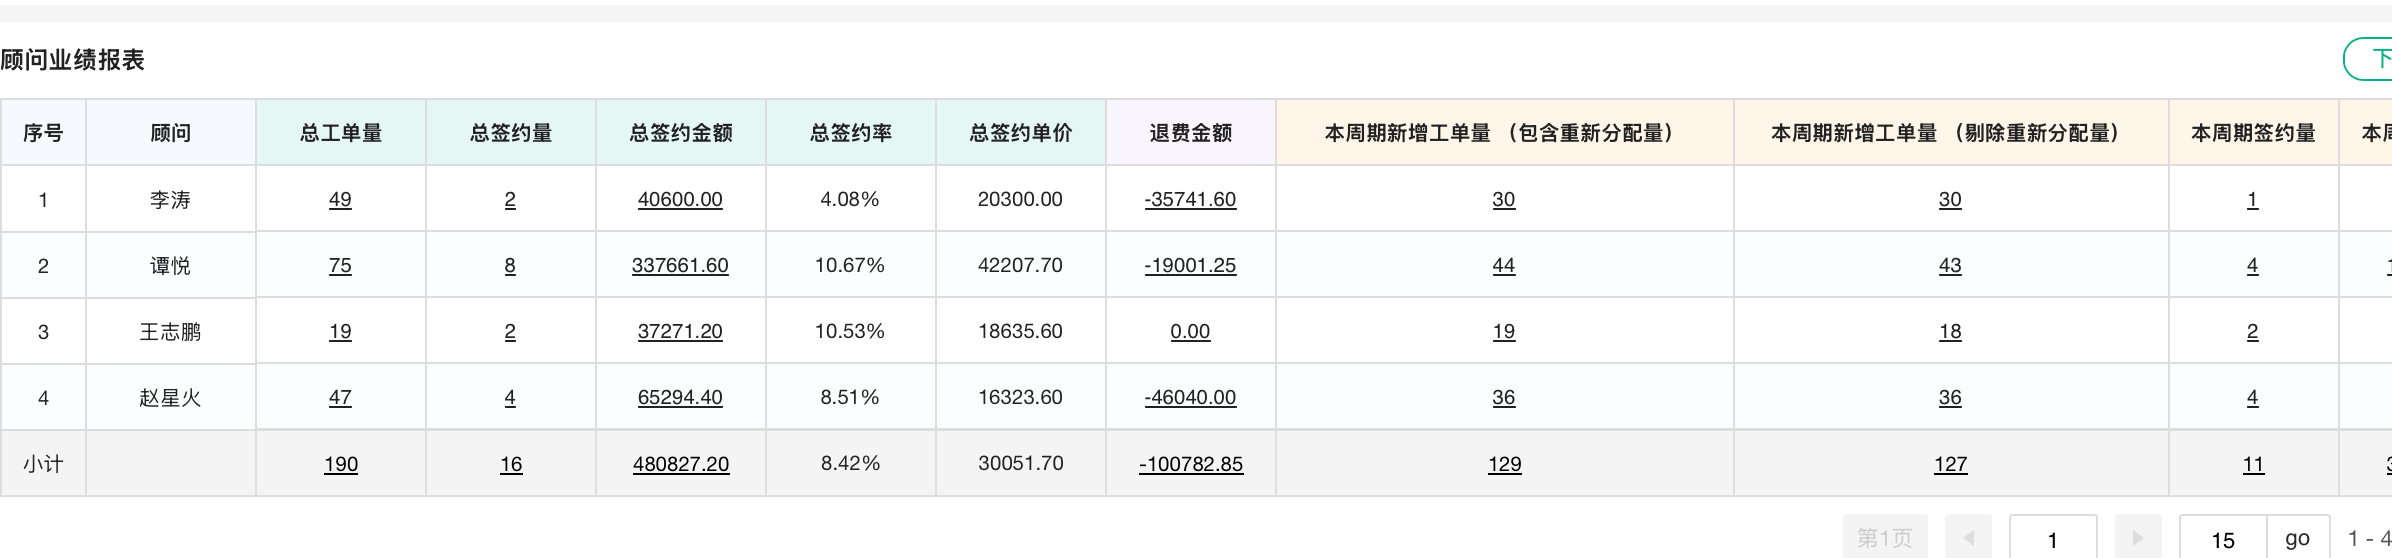 顾问业绩报表
下
序号 顾问 总工单量 总签约量 总签约金额 总签约率 总签约单价 退费金额 本周期新增工单量 （包含重新分配量） 本周期新增工单量 （剔除重新分配量） 本周期签约量 本
1 李涛 49 2 40600.00 4.08% 20300.00 -35741.60 30 30 1
2 谭悦 75 8 337661.60 10.67% 42207.70 -19001.25 44 43 4
3 王志鹏 19 2 37271.20 10.53% 18635.60 0.00 19 18 2
4 赵星火 47 4 65294.40 8.51% 16323.60 -46040.00 36 36 4
小计 190 16 480827.20 8.42% 30051.70 -100782.85 129 127 11
第1页 1 15 go 1 - 4